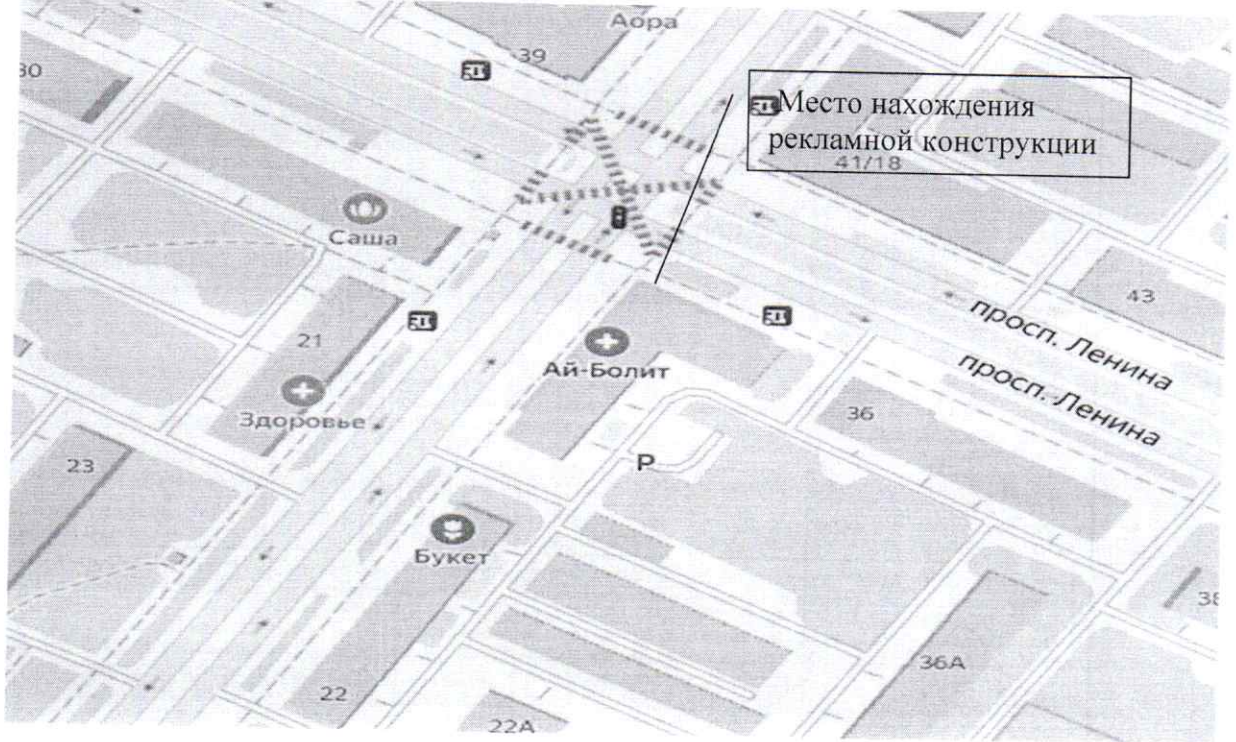 Аора
39
30
Место нахождения
рекламной конструкции
41/18
Саша
43
просп. Ленина
21
Ай-Болит
просп. Ленина
Здоровье
36
23
P
Букет
38
36А
22
22А